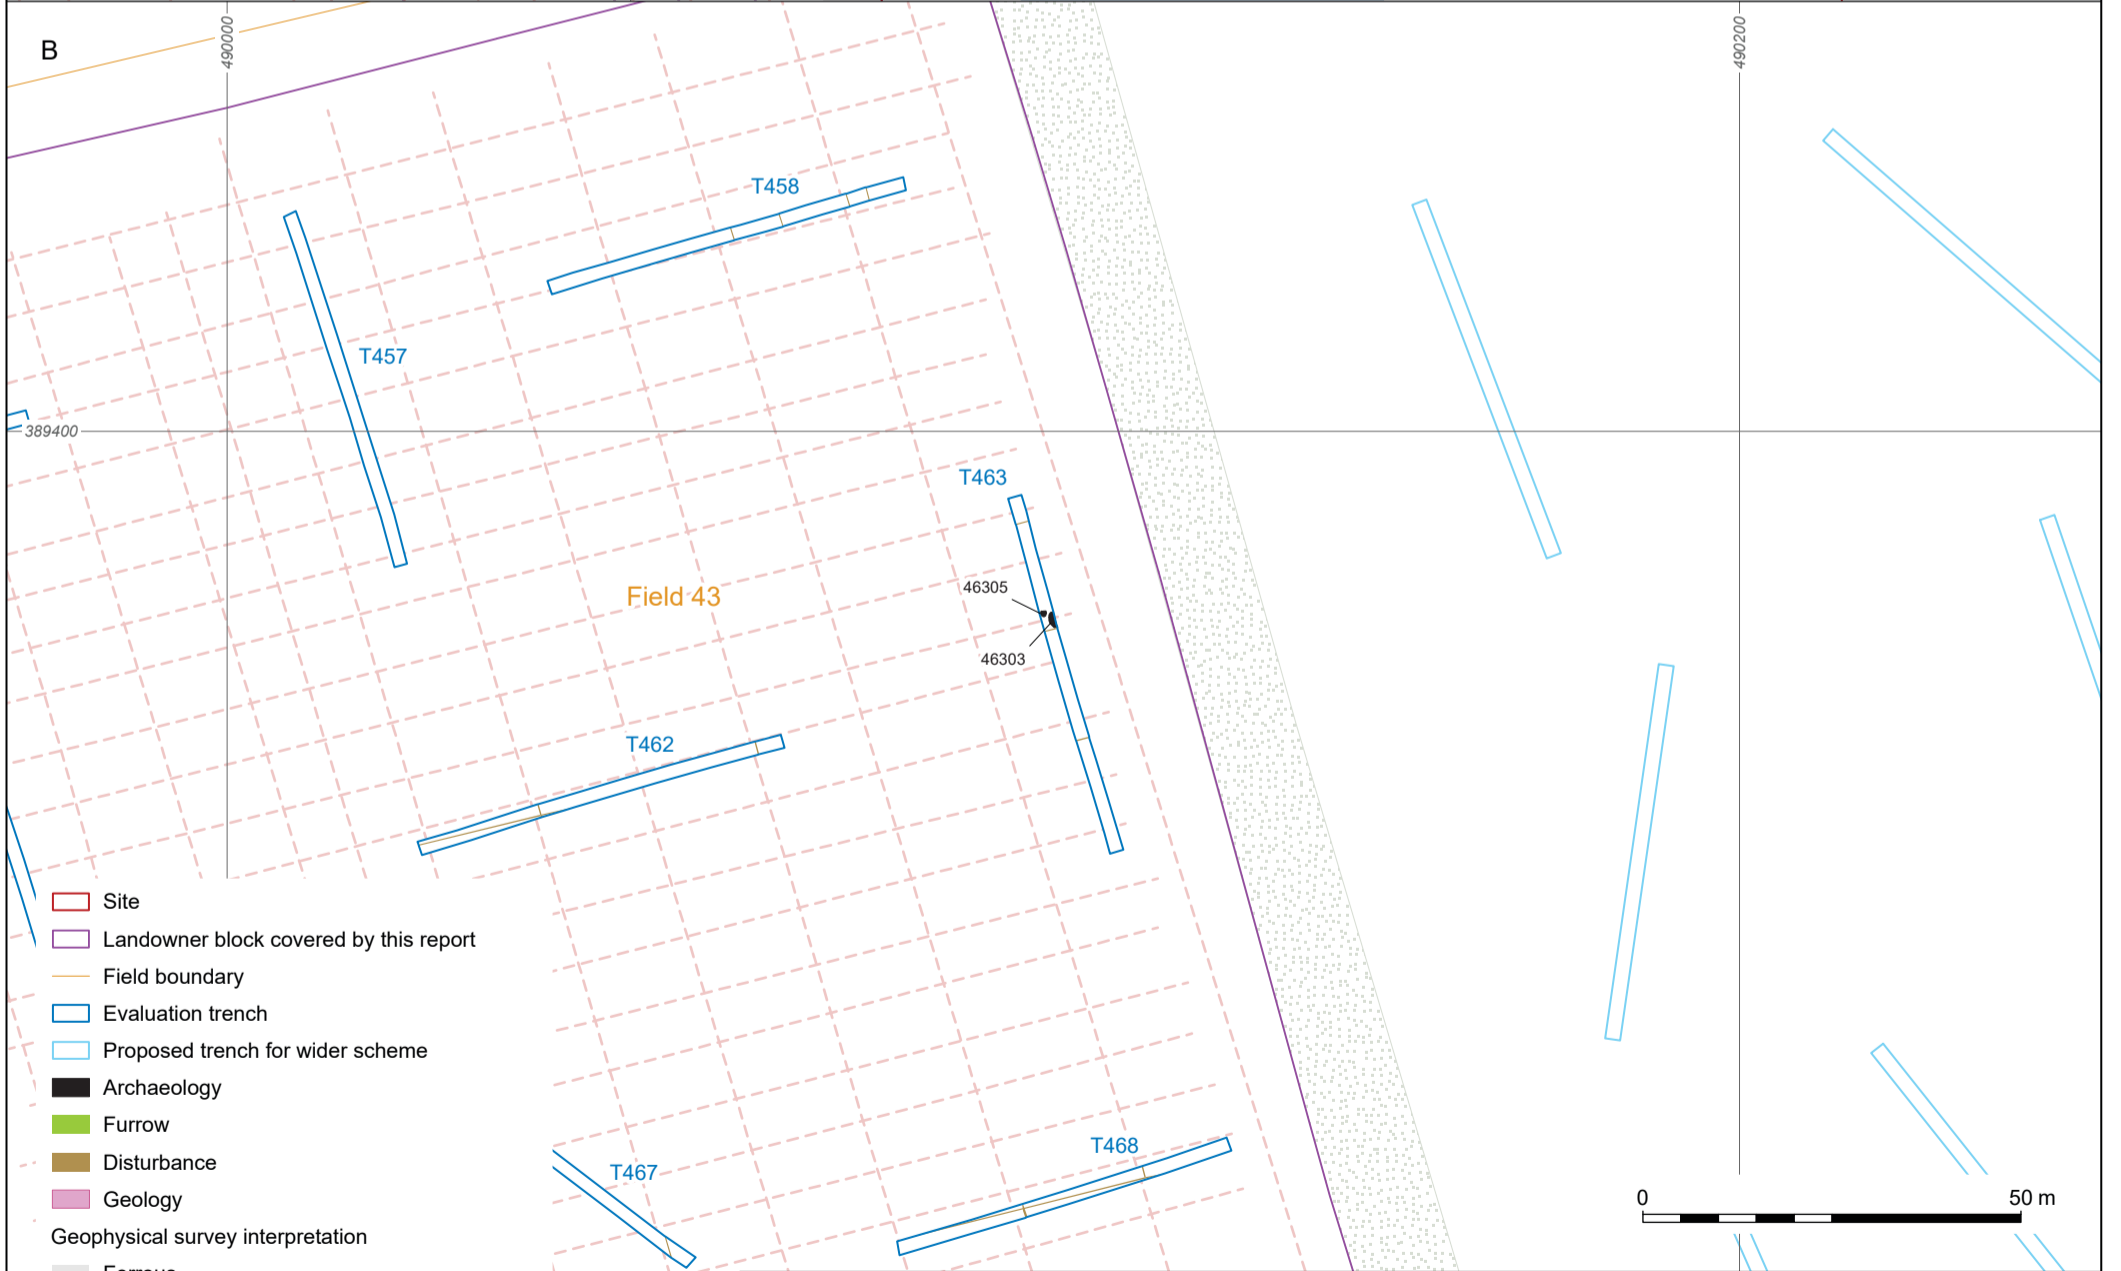 B
490000
490200
T458
T457
389400
T463
46305
Field 43
46303
T462
Site
Landowner block covered by this report
Field boundary
Evaluation trench
Proposed trench for wider scheme
Archaeology
Furrow
Disturbance
Geology
Geophysical survey interpretation
T467
T468
0 50 m